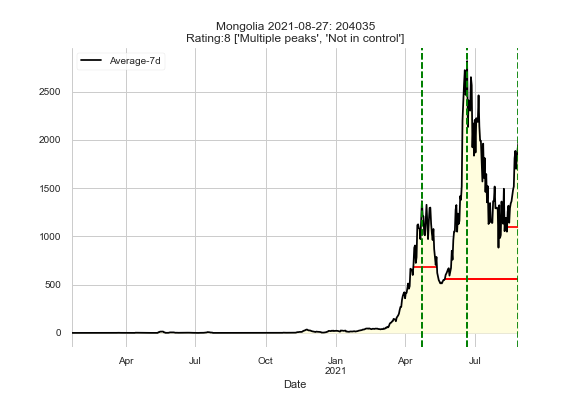 Mongolia 2021-08-27: 204035
Rating:8 ['Multiple peaks', 'Not in control']
Average-7d
2500
2000
1500
1000
500
0
Apr
Jul
Oct
Jan
2021
Apr
Jul
Date